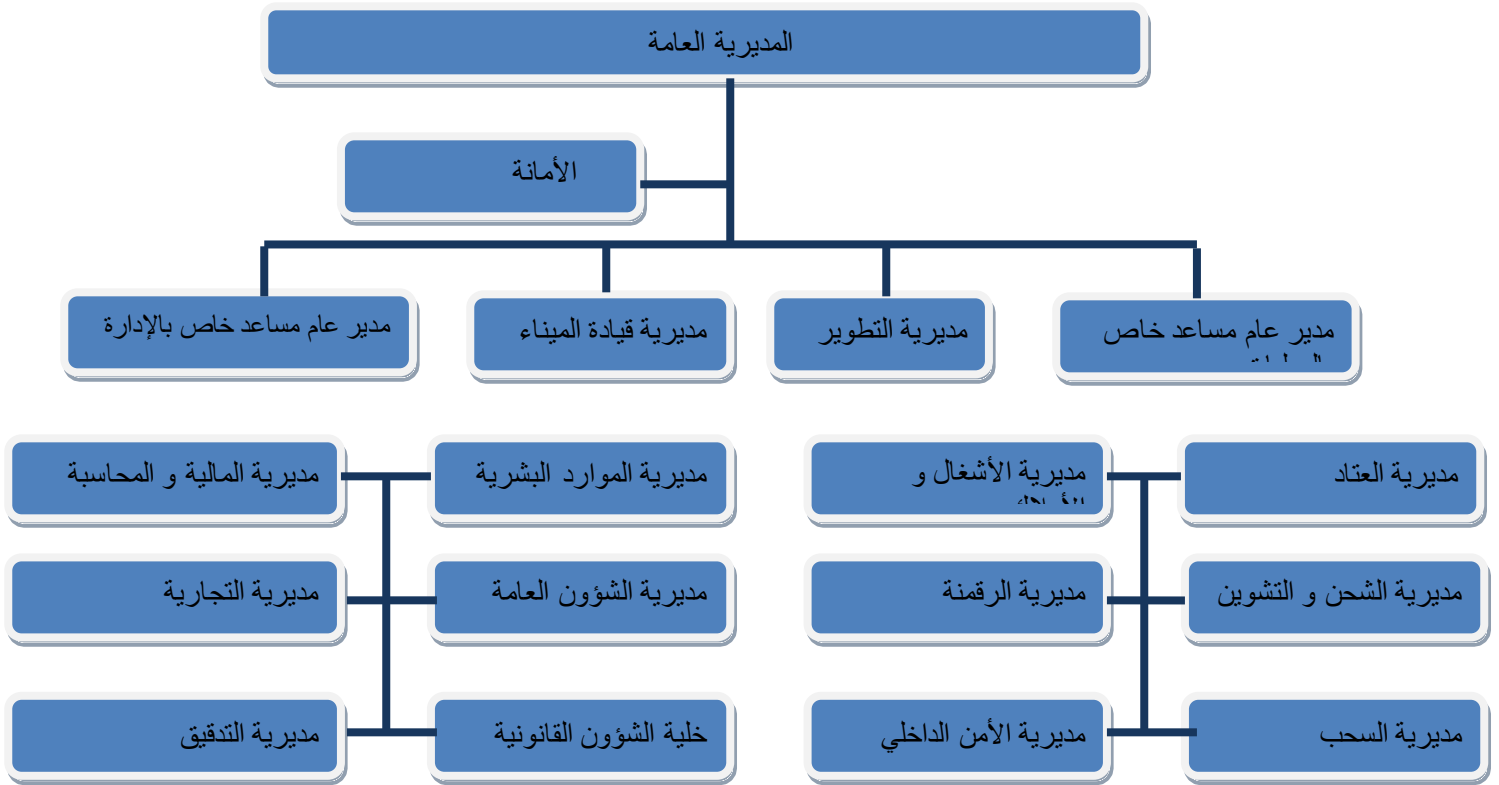 المديرية العامة
الأمانة
مدير عام مساعد خاص
مديرية التطوير
مديرية قيادة الميناء
مدير عام مساعد خاص بالإدارة
مديرية العتاد
مديرية الأشغال و
مديرية الموارد البشرية
مديرية المالية و المحاسبة
مديرية الشحن و التشوين
مديرية الرقمنة
مديرية الشؤون العامة
مديرية التجارية
مديرية السحب
مديرية الأمن الداخلي
خلية الشؤون القانونية
مديرية التدقيق